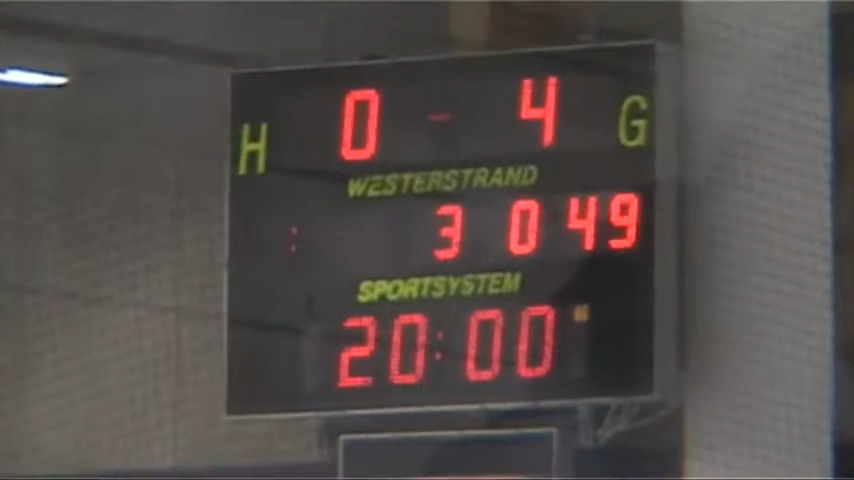 H 0 - 4 G
WESTERSTRAND
: 3 0 49
SPORTSYSTEM
20:00